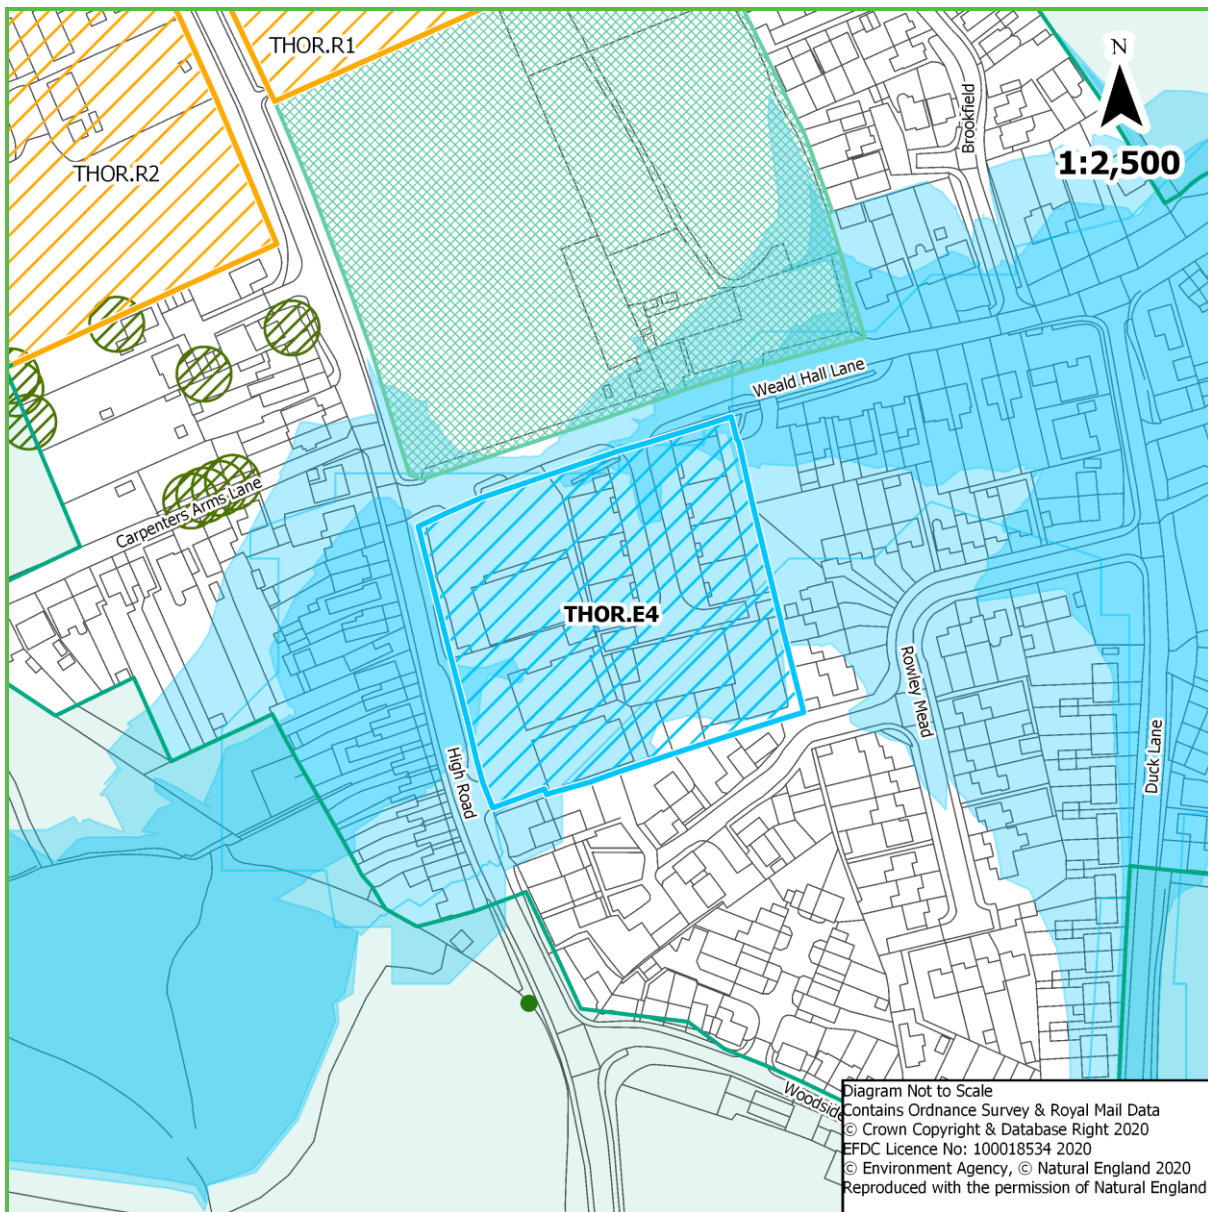 THOR.R1
N
Brookfield
1:2,500
THOR.R2
Weald Hall Lane
Carpenters Arms Lane
THOR.E4
Rowley Mead
High Road
Duck Lane
Woodside
Diagram Not to Scale
Contains Ordnance Survey & Royal Mail Data
© Crown Copyright & Database Right 2020
EFDC Licence No: 100018534 2020
© Environment Agency, © Natural England 2020
Reproduced with the permission of Natural England